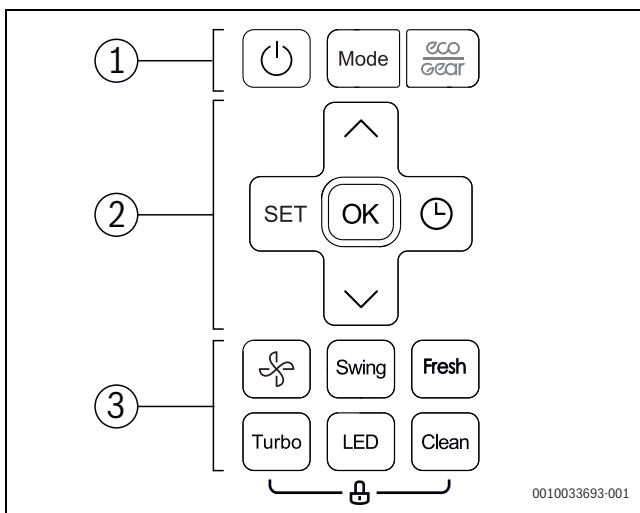 1
Mode
eco
Gear
2
SET
OK
3
Swing
Fresh
Turbo
LED
Clean
0010033693-001